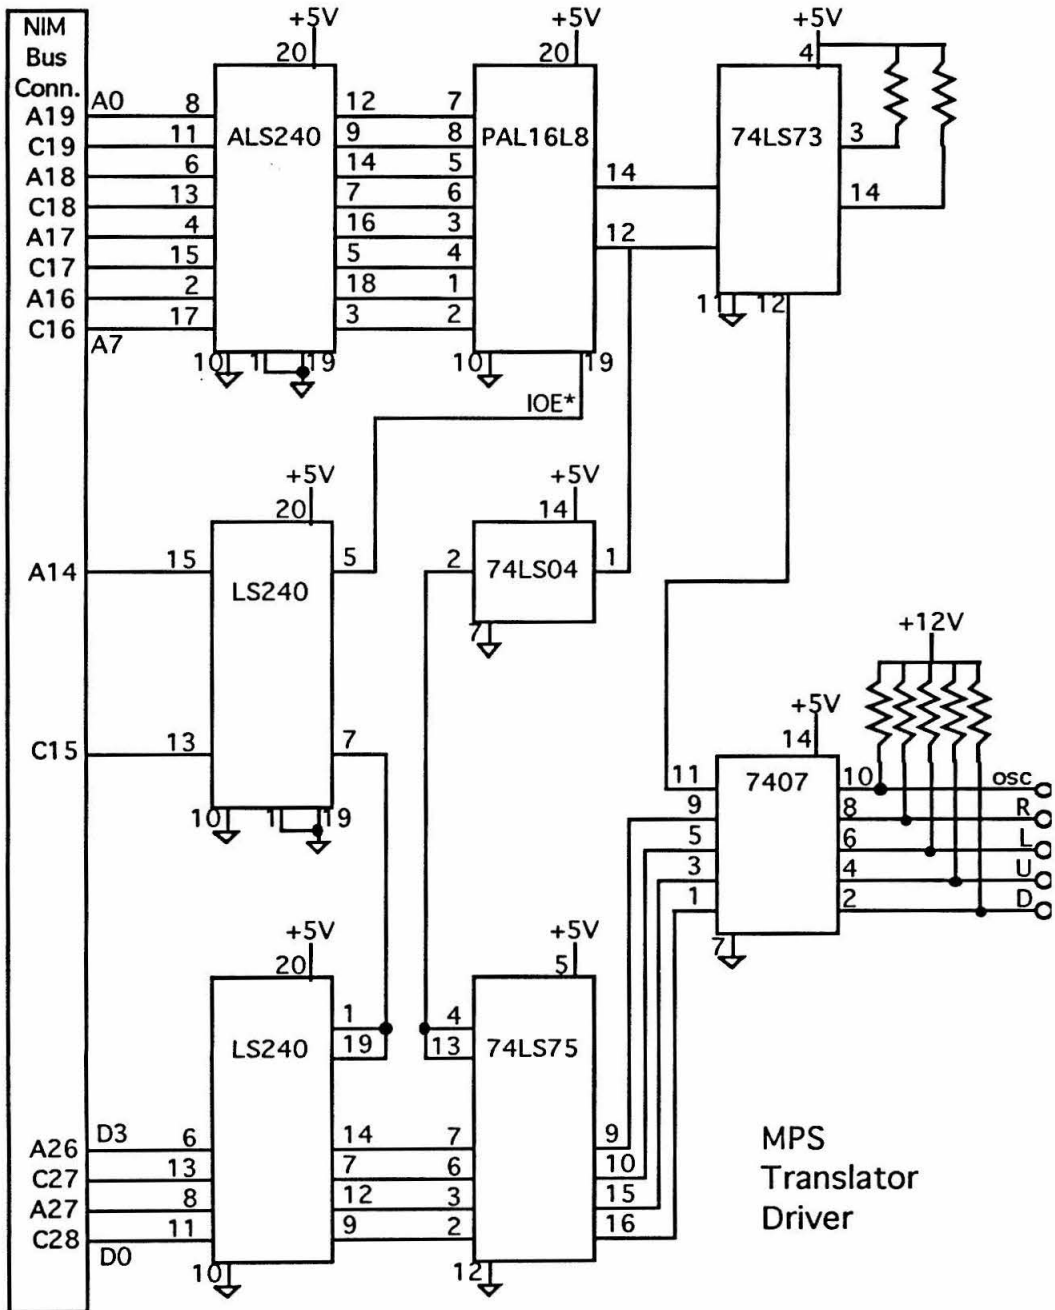 NIM
Bus
Conn.
+5V
+5V
+5V
20
20
4
A19 A0 8 12 7
C19 11 ALS240 9 8 PAL16L8 74LS73 3
A18 6 14 5 14
C18 13 7 6 14
A17 4 16 3 12
C17 15 5 4
A16 2 18 1
C16 17 3 2 11 12
A7
10 1 19 10 19
IOE*
+5V +5V
20 14
A14 15 LS240 5 2 74LS04 1
7
+12V
+5V
14
C15 13 7
11 7407 10 osc
10 1 19 9 8 R
5 6 L
3 4 U
1 2 D
+5V +5V 7
20 5
1 4
LS240 19 13 74LS75
A26 D3 6 14 7 9
C27 13 7 6 10
A27 8 12 3 15
C28 11 9 2 16
D0
10 12
MPS
Translator
Driver